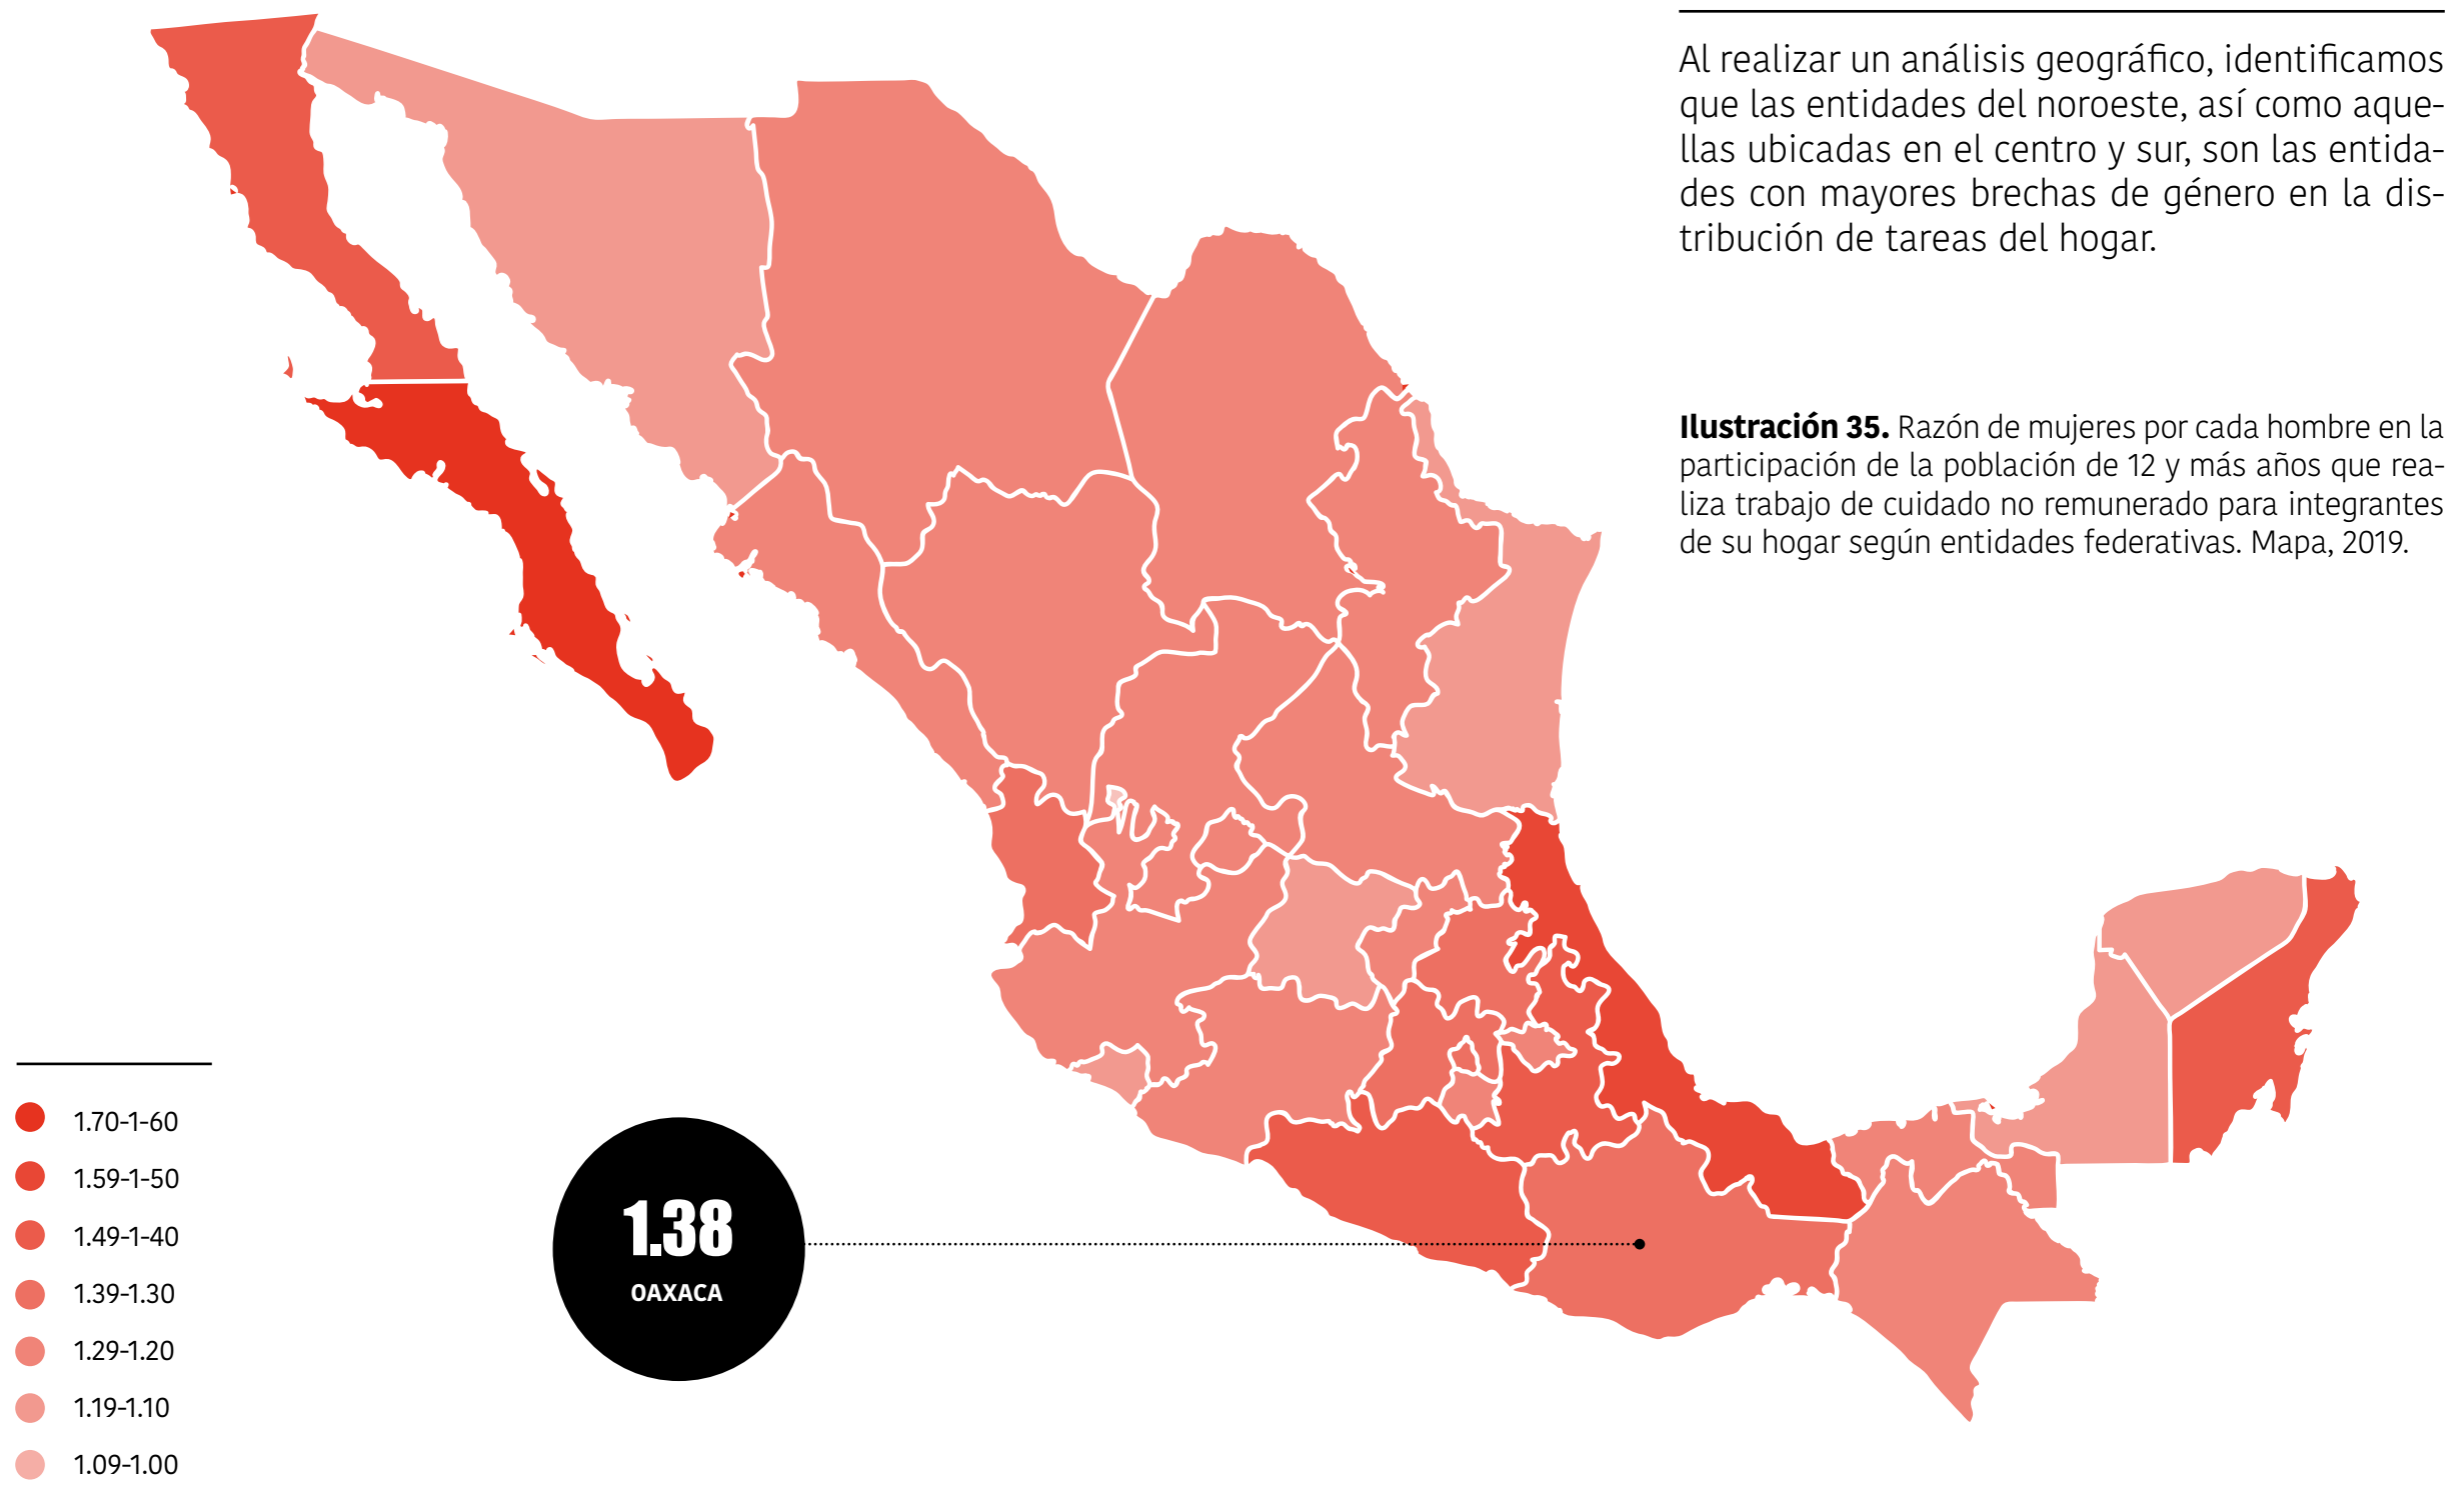 Al realizar un análisis geográfico, identificamos
que las entidades del noroeste, así como aque-
llas ubicadas en el centro y sur, son las entida-
des con mayores brechas de género en la dis-
tribución de tareas del hogar.
Ilustración 35. Razón de mujeres por cada hombre en la
participación de la población de 12 y más años que rea-
liza trabajo de cuidado no remunerado para integrantes
de su hogar según entidades federativas. Mapa, 2019.
1.70-1-60
1.59-1-50
1.49-1-40
1.39-1.30
1.29-1.20
1.19-1.10
1.09-1.00
1.38
OAXACA